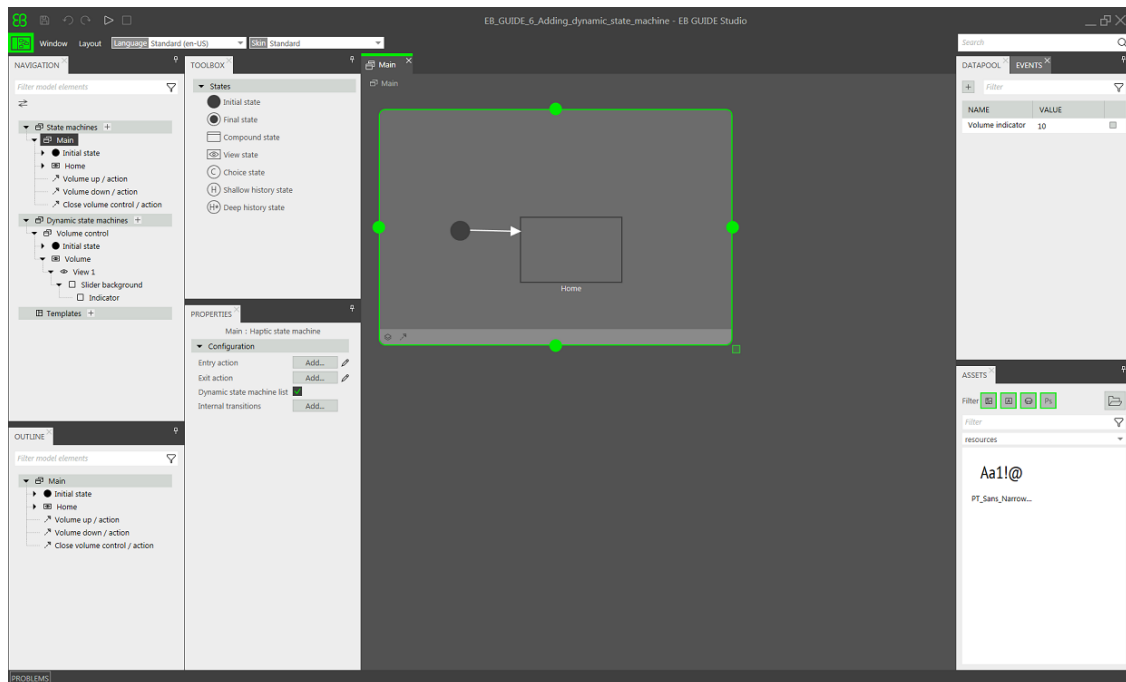 EB
EB_GUIDE_6_Adding_dynamic_state_machine - EB GUIDE Studio
Window Layout Language Standard (en-US) Skin Standard
Search
NAVIGATION
Filter model elements
State machines +
Main
Initial state
Home
Volume up / action
Volume down / action
Close volume control / action
Dynamic state machines +
Volume control
Initial state
Volume
View 1
Slider background
Indicator
Templates +
OUTLINE
Filter model elements
Main
Initial state
Home
Volume up / action
Volume down / action
Close volume control / action
TOOLBOX
States
Initial state
Final state
Compound state
View state
C Choice state
H Shallow history state
H* Deep history state
PROPERTIES
Main : Haptic state machine
Configuration
Entry action Add...
Exit action Add...
Dynamic state machine list
Internal transitions Add...
Main
Main
Home
DATAPOOL EVENTS
+ Filter
NAME VALUE
Volume indicator 10
ASSETS
Filter Ps
Filter
resources
Aa1!@
PT_Sans_Narrow...
PROBLEMS